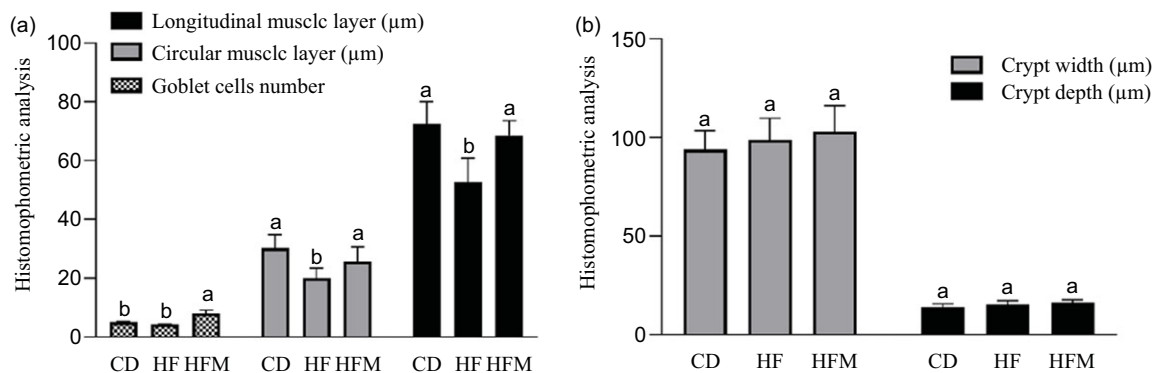 (a)
Longitudinal musclc layer (µm)
Circular musclc layer (µm)
Goblet cells number
Histomophometric analysis
100
80
60
40
20
0
b
b
a
a
b
a
a
b
a
CD HF HFM CD HF HFM CD HF HFM
(b)
Crypt width (µm)
Crypt depth (µm)
Histomophometric analysis
150
100
50
0
a
a
a
a
a
a
CD HF HFM CD HF HFM